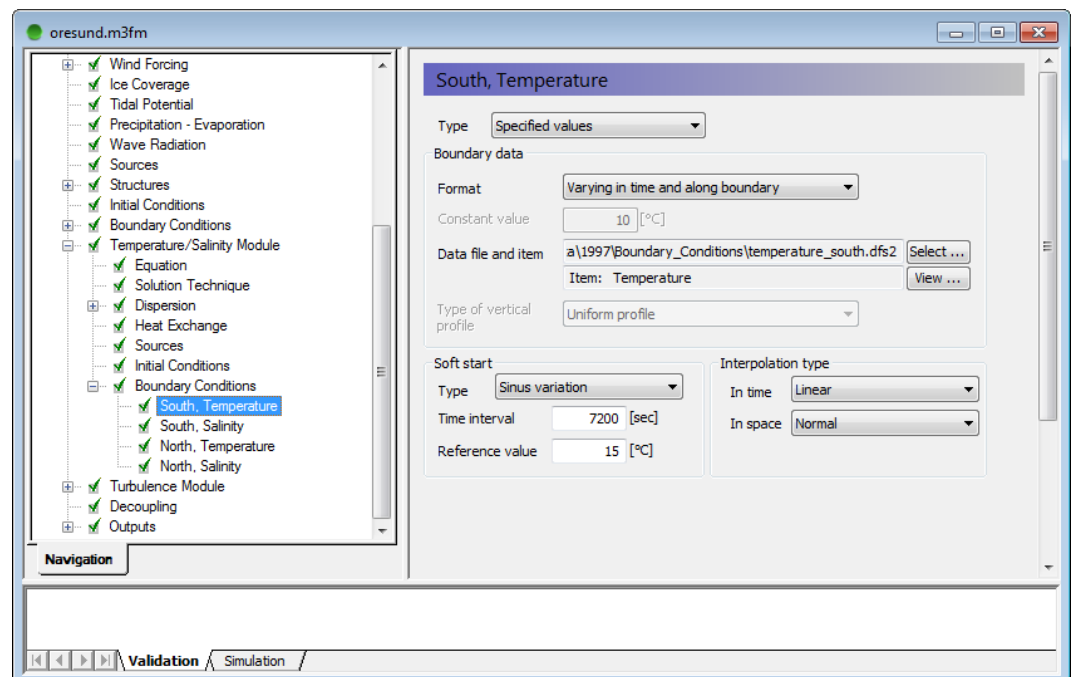 oresund.m3fm
Wind Forcing
Ice Coverage
Tidal Potential
Precipitation - Evaporation
Wave Radiation
Sources
Structures
Initial Conditions
Boundary Conditions
Temperature/Salinity Module
Equation
Solution Technique
Dispersion
Heat Exchange
Sources
Initial Conditions
Boundary Conditions
South, Temperature
South, Salinity
North, Temperature
North, Salinity
Turbulence Module
Decoupling
Outputs
Navigation
South, Temperature
Type Specified values
Boundary data
Format Varying in time and along boundary
Constant value 10 [°C]
Data file and item a\1997\Boundary_Conditions\temperature_south.dfs2 Select ...
Item: Temperature View ...
Type of vertical
profile
Uniform profile
Soft start
Type Sinus variation
Time interval 7200 [sec]
Reference value 15 [°C]
Interpolation type
In time Linear
In space Normal
Validation Simulation